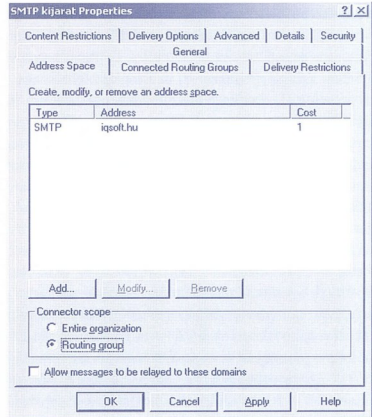 SMTP kijarat Properties
Content Restrictions Delivery Options Advanced Details Security
General
Address Space Connected Routing Groups Delivery Restrictions
Create, modify, or remove an address space.
Type Address Cost
SMTP iqsoft.hu 1
Add... Modify... Remove
Connector scope
Entire organization
Routing group
Allow messages to be relayed to these domains
OK Cancel Apply Help